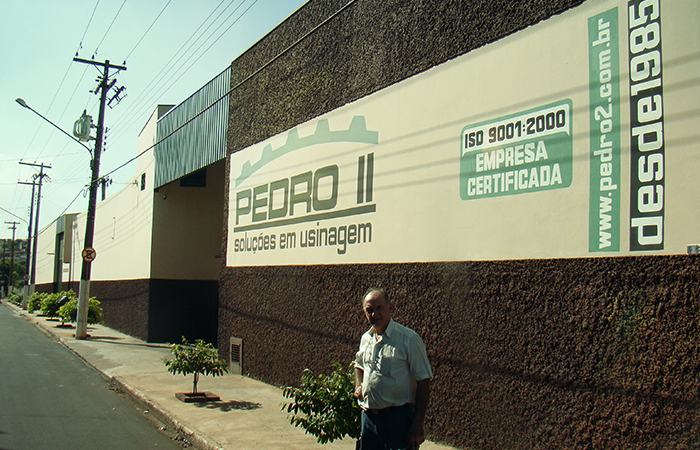 PEDRO II
soluções em usinagem
ISO 9001:2000
EMPRESA
CERTIFICADA
www.pedro2.com.br
desde1985